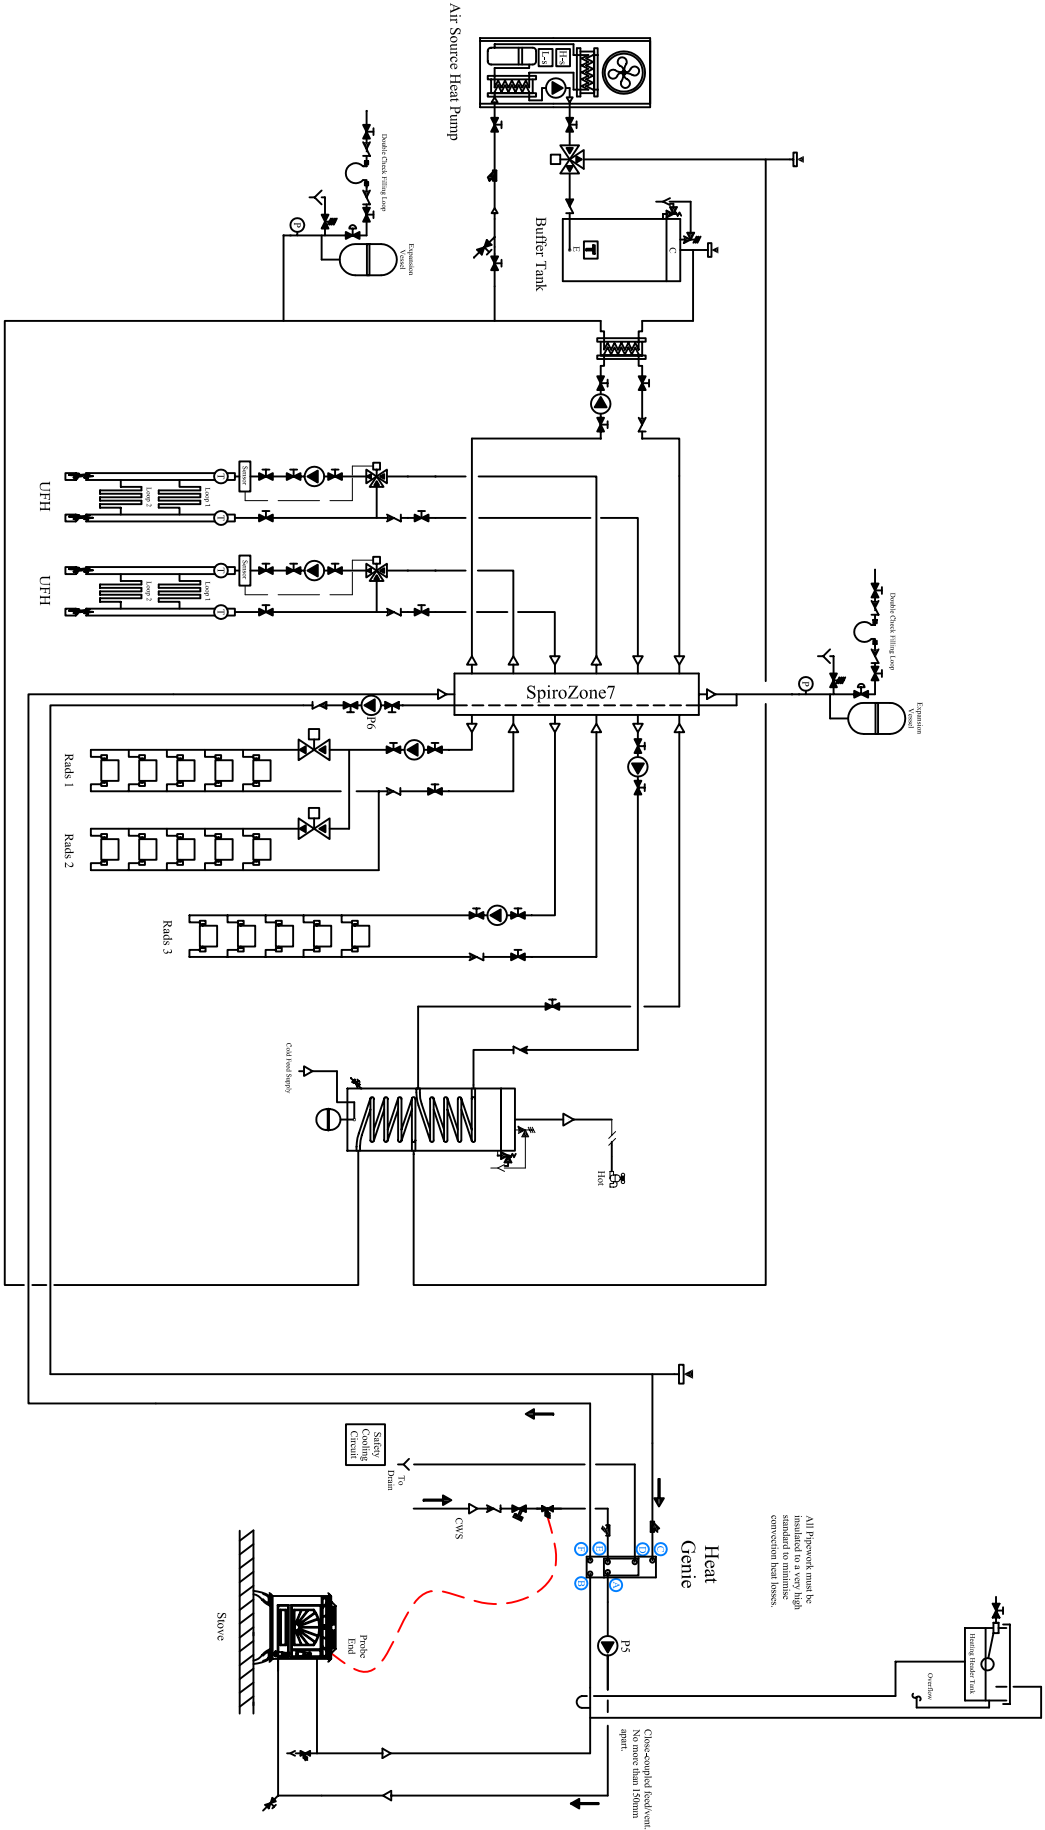 Air Source Heat Pump
H-s
L-s
Double Check Filling Loop
P
Expansion
Vessel
Buffer Tank
E
C
UFH
T
Sensor
Loop 1
Loop 2
UFH
T
Sensor
Loop 1
Loop 2
T
T
Double Check Filling Loop
P
Expansion
Vessel
SpiroZone7
P6
Rads 1
Rads 2
Rads 3
Cold Feed Supply
Hot
Safety
Cooling
Circuit
To
Drain
CWS
Heat
Genie
A
B
C
D
E
F
P5
All Pipework must be
insulated to a very high
standard to minimise
convection heat losses.
Heating Header Tank
Overflow
Close-coupled feed/vent.
No more than 150mm
apart.
Probe
End
Stove